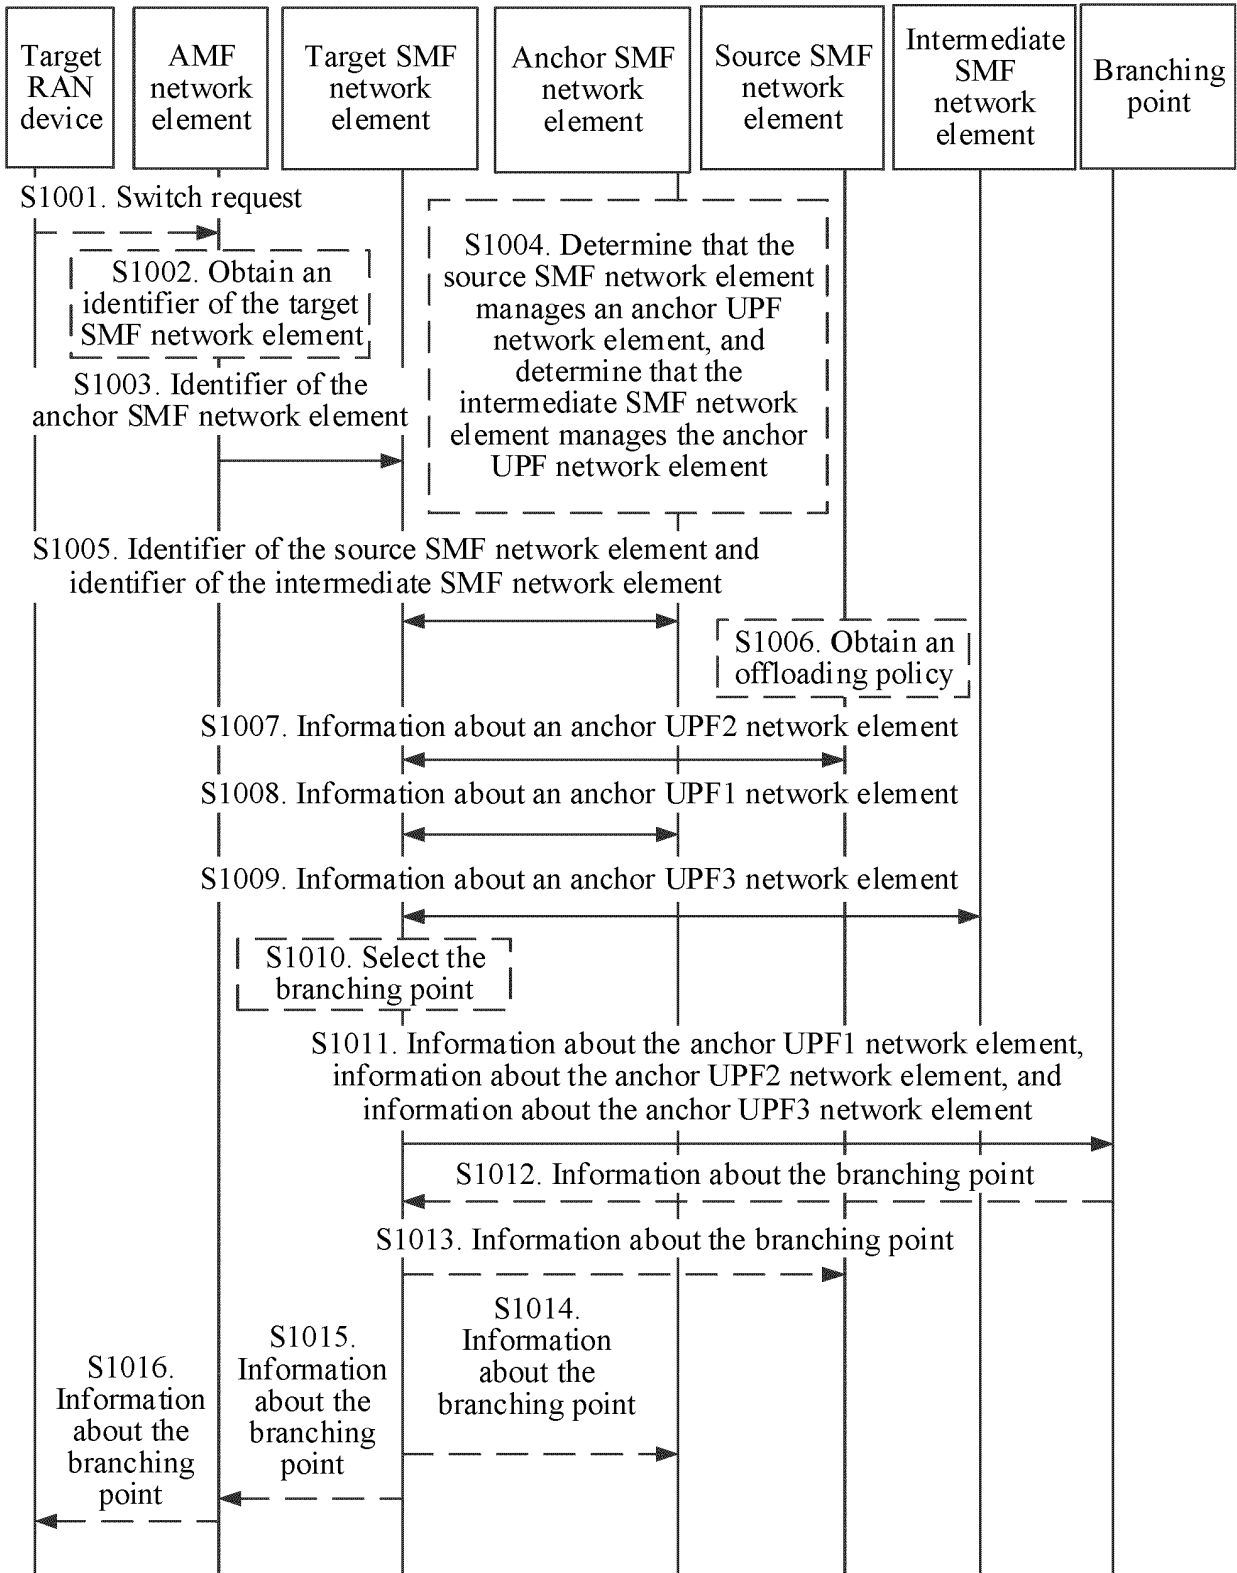 Target
RAN
device
AMF
network
element
Target SMF
network
element
Anchor SMF
network
element
Source SMF
network
element
Intermediate
SMF
network
element
Branching
point
S1001. Switch request
S1002. Obtain an
identifier of the target
SMF network element
S1003. Identifier of the
anchor SMF network element
S1004. Determine that the
source SMF network element
manages an anchor UPF
network element, and
determine that the
intermediate SMF network
element manages the anchor
UPF network element
S1005. Identifier of the source SMF network element and
identifier of the intermediate SMF network element
S1006. Obtain an
offloading policy
S1007. Information about an anchor UPF2 network element
S1008. Information about an anchor UPF1 network element
S1009. Information about an anchor UPF3 network element
S1010. Select the
branching point
S1011. Information about the anchor UPF1 network element,
information about the anchor UPF2 network element, and
information about the anchor UPF3 network element
S1012. Information about the branching point
S1013. Information about the branching point
S1014.
Information
about the
branching point
S1015.
Information
about the
branching
point
S1016.
Information
about the
branching
point